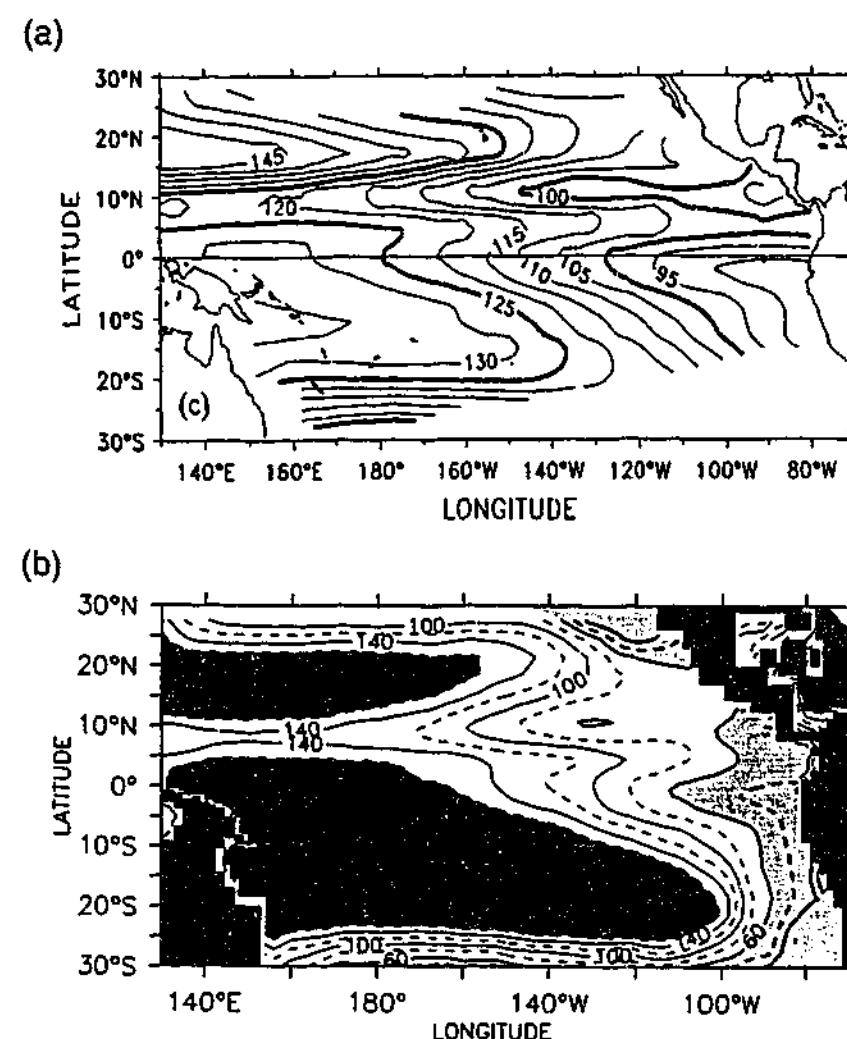 (a)
30°N
20°N
10°N
0°
10°S
20°S
30°S
LATITUDE
145
120
100
115
110
105
95
125
130
(c)
140°E
160°E
180°
160°W
140°W
120°W
100°W
80°W
LONGITUDE
(b)
30°N
20°N
10°N
0°
10°S
20°S
30°S
LATITUDE
100
140
100
140
140
140
60
100
60
100
140°E
180°
140°W
100°W
LONGITUDE